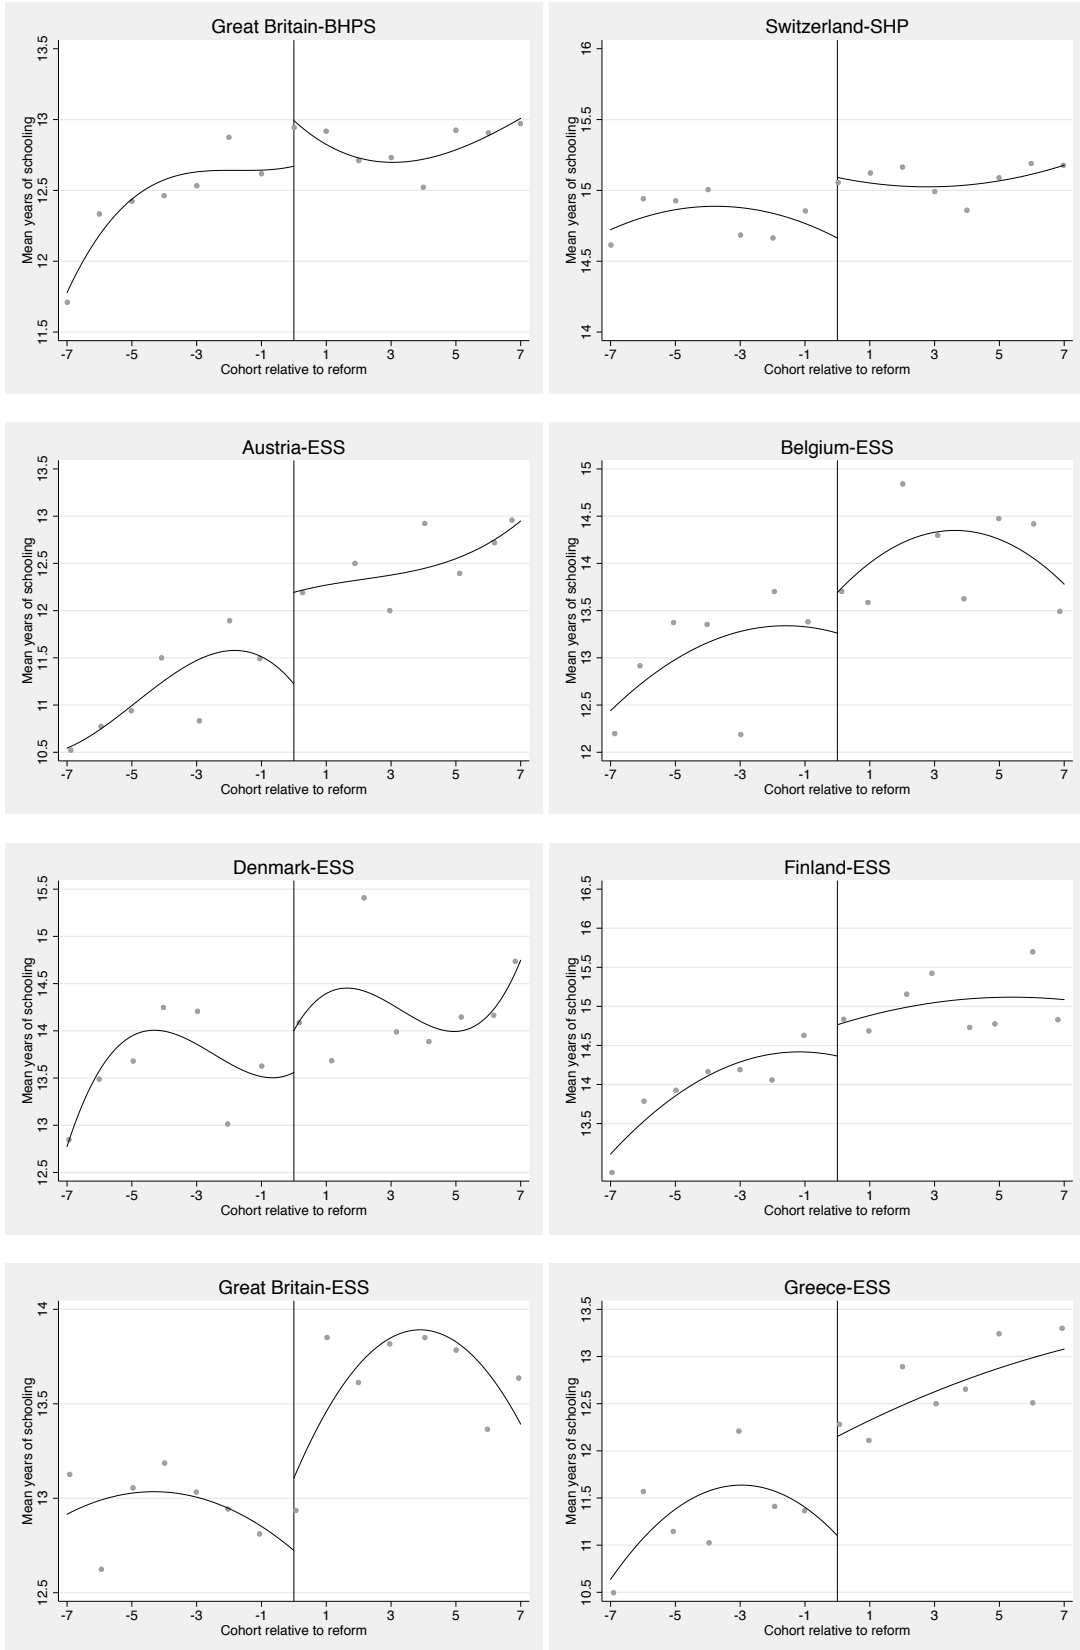 Great Britain-BHPS
Mean years of schooling
13.5
13
12.5
12
11.5
-7 -5 -3 -1 1 3 5 7
Cohort relative to reform
Switzerland-SHP
Mean years of schooling
16
15.5
15
14.5
14
-7 -5 -3 -1 1 3 5 7
Cohort relative to reform
Austria-ESS
Mean years of schooling
13.5
13
12.5
12
11.5
11
10.5
-7 -5 -3 -1 1 3 5 7
Cohort relative to reform
Belgium-ESS
Mean years of schooling
15
14.5
14
13.5
13
12.5
12
-7 -5 -3 -1 1 3 5 7
Cohort relative to reform
Denmark-ESS
Mean years of schooling
15.5
15
14.5
14
13.5
13
12.5
-7 -5 -3 -1 1 3 5 7
Cohort relative to reform
Finland-ESS
Mean years of schooling
16.5
16
15.5
15
14.5
14
13.5
-7 -5 -3 -1 1 3 5 7
Cohort relative to reform
Great Britain-ESS
Mean years of schooling
14
13.5
13
12.5
-7 -5 -3 -1 1 3 5 7
Cohort relative to reform
Greece-ESS
Mean years of schooling
13.5
13
12.5
12
11.5
11
10.5
-7 -5 -3 -1 1 3 5 7
Cohort relative to reform